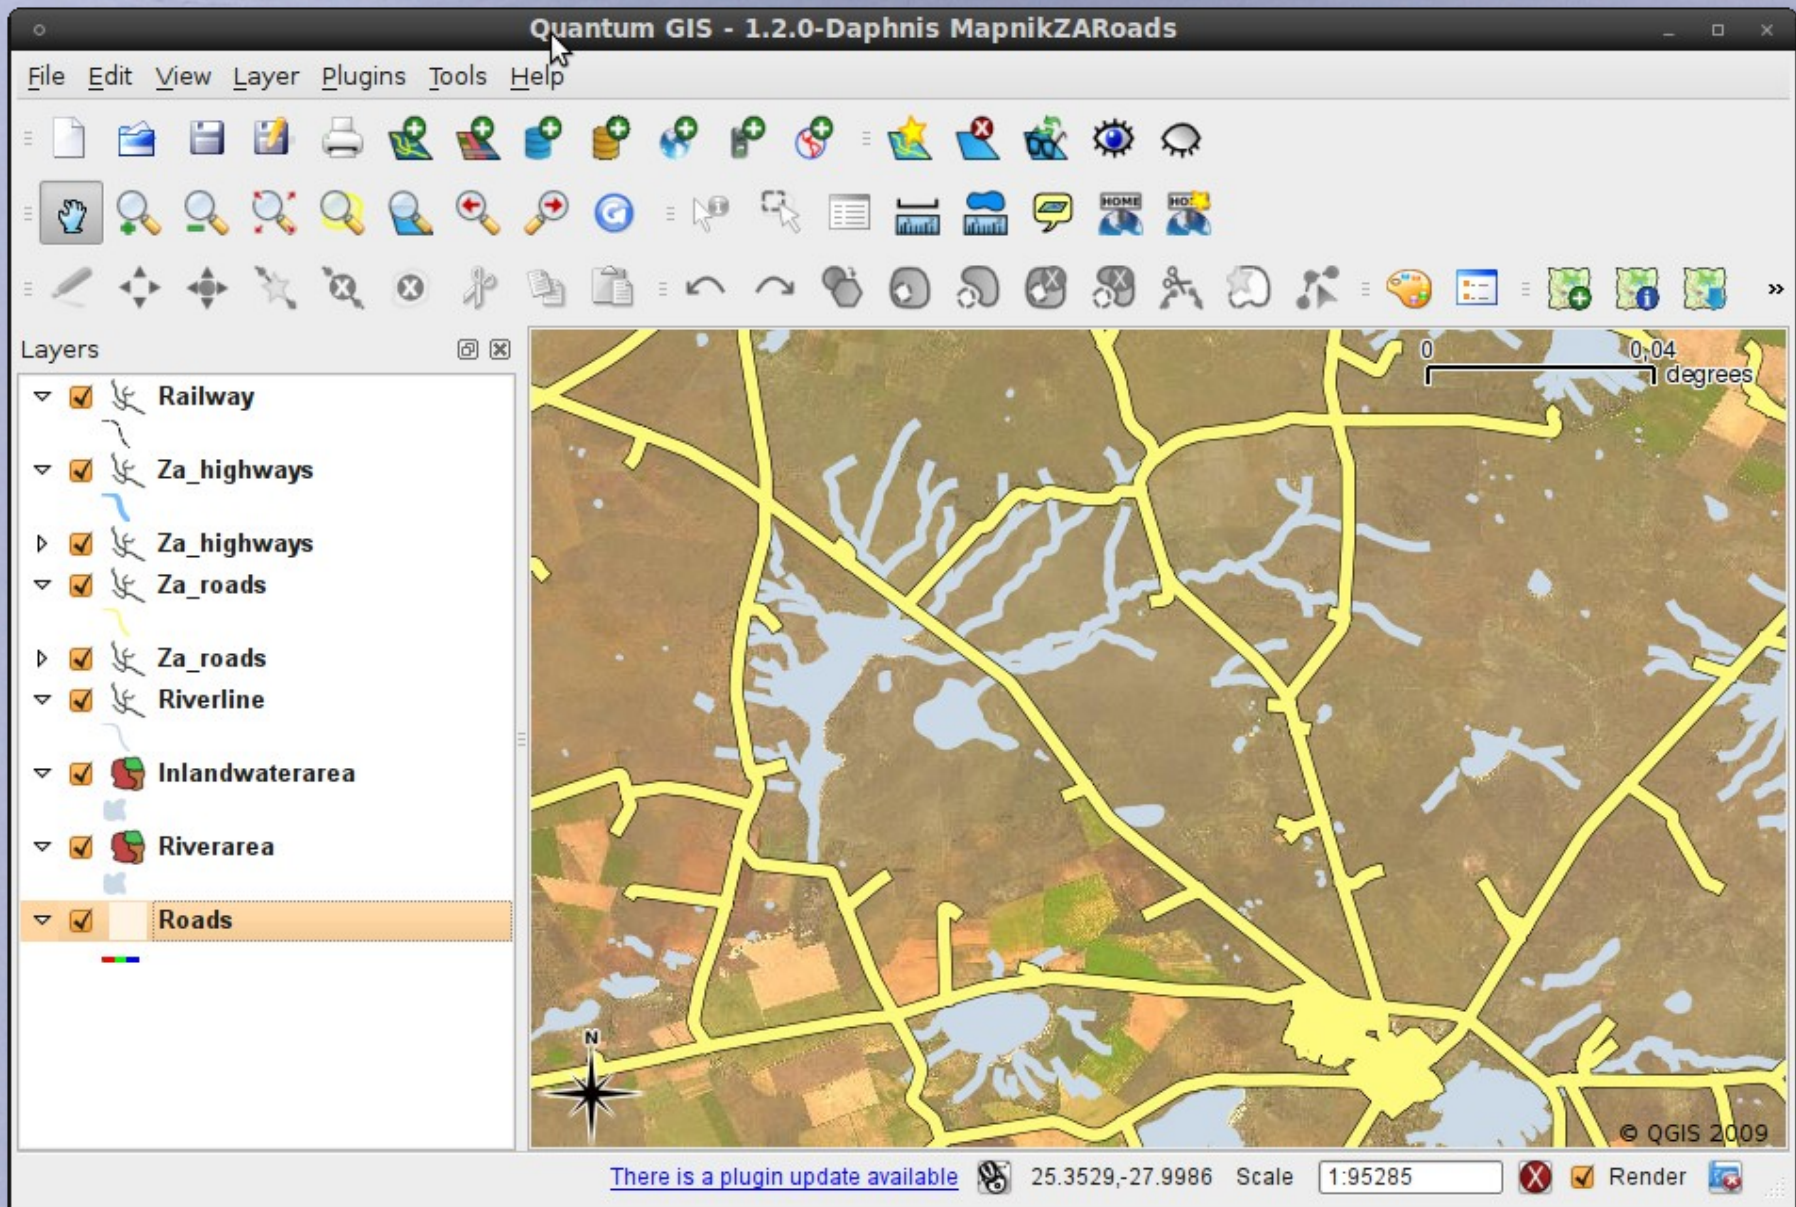 Quantum GIS - 1.2.0-Daphnis MapnikZARoads
File Edit View Layer Plugins Tools Help
HOME
Layers
Railway
Za_highways
Za_highways
Za_roads
Za_roads
Riverline
Inlandwaterarea
Riverarea
Roads
0 0,04
degrees
N
© QGIS 2009
There is a plugin update available 25.3529,-27.9986 Scale 1:95285 Render